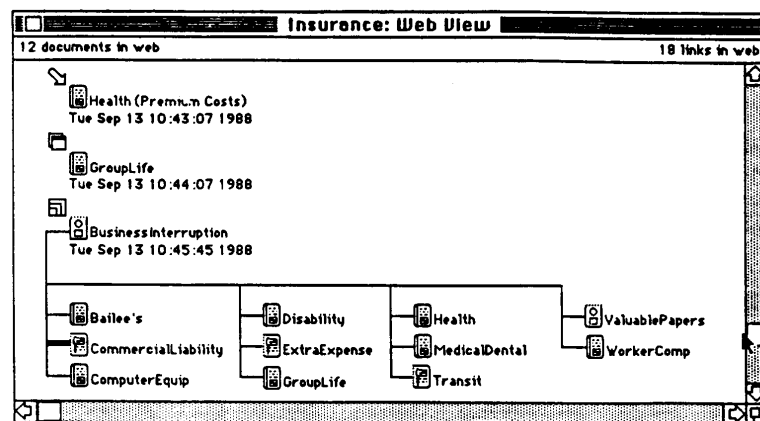 Insurance: Web View
12 documents in web 18 links in web
Health (Premium Costs)
Tue Sep 13 10:43:07 1988
GroupLife
Tue Sep 13 10:44:07 1988
BusinessInterruption
Tue Sep 13 10:45:45 1988
Bailee's Disability Health ValuablePapers
CommercialLiability ExtraExpense MedicalDental WorkerComp
ComputerEquip GroupLife Transit